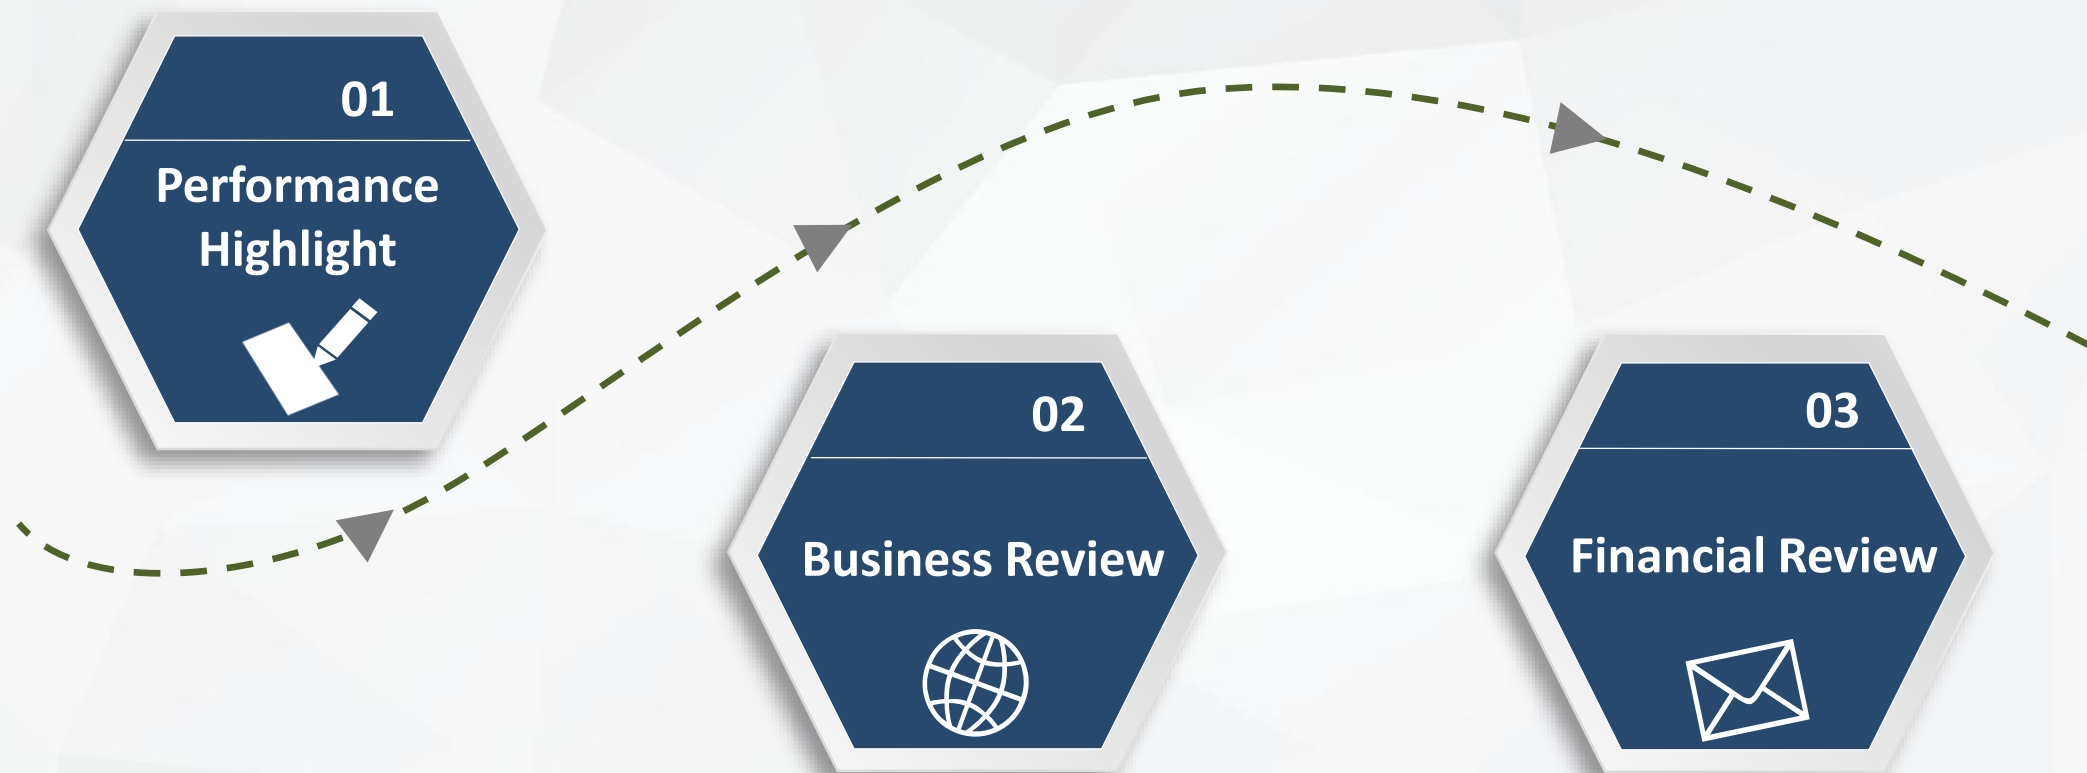 01
Performance
Highlight
02
Business Review
03
Financial Review